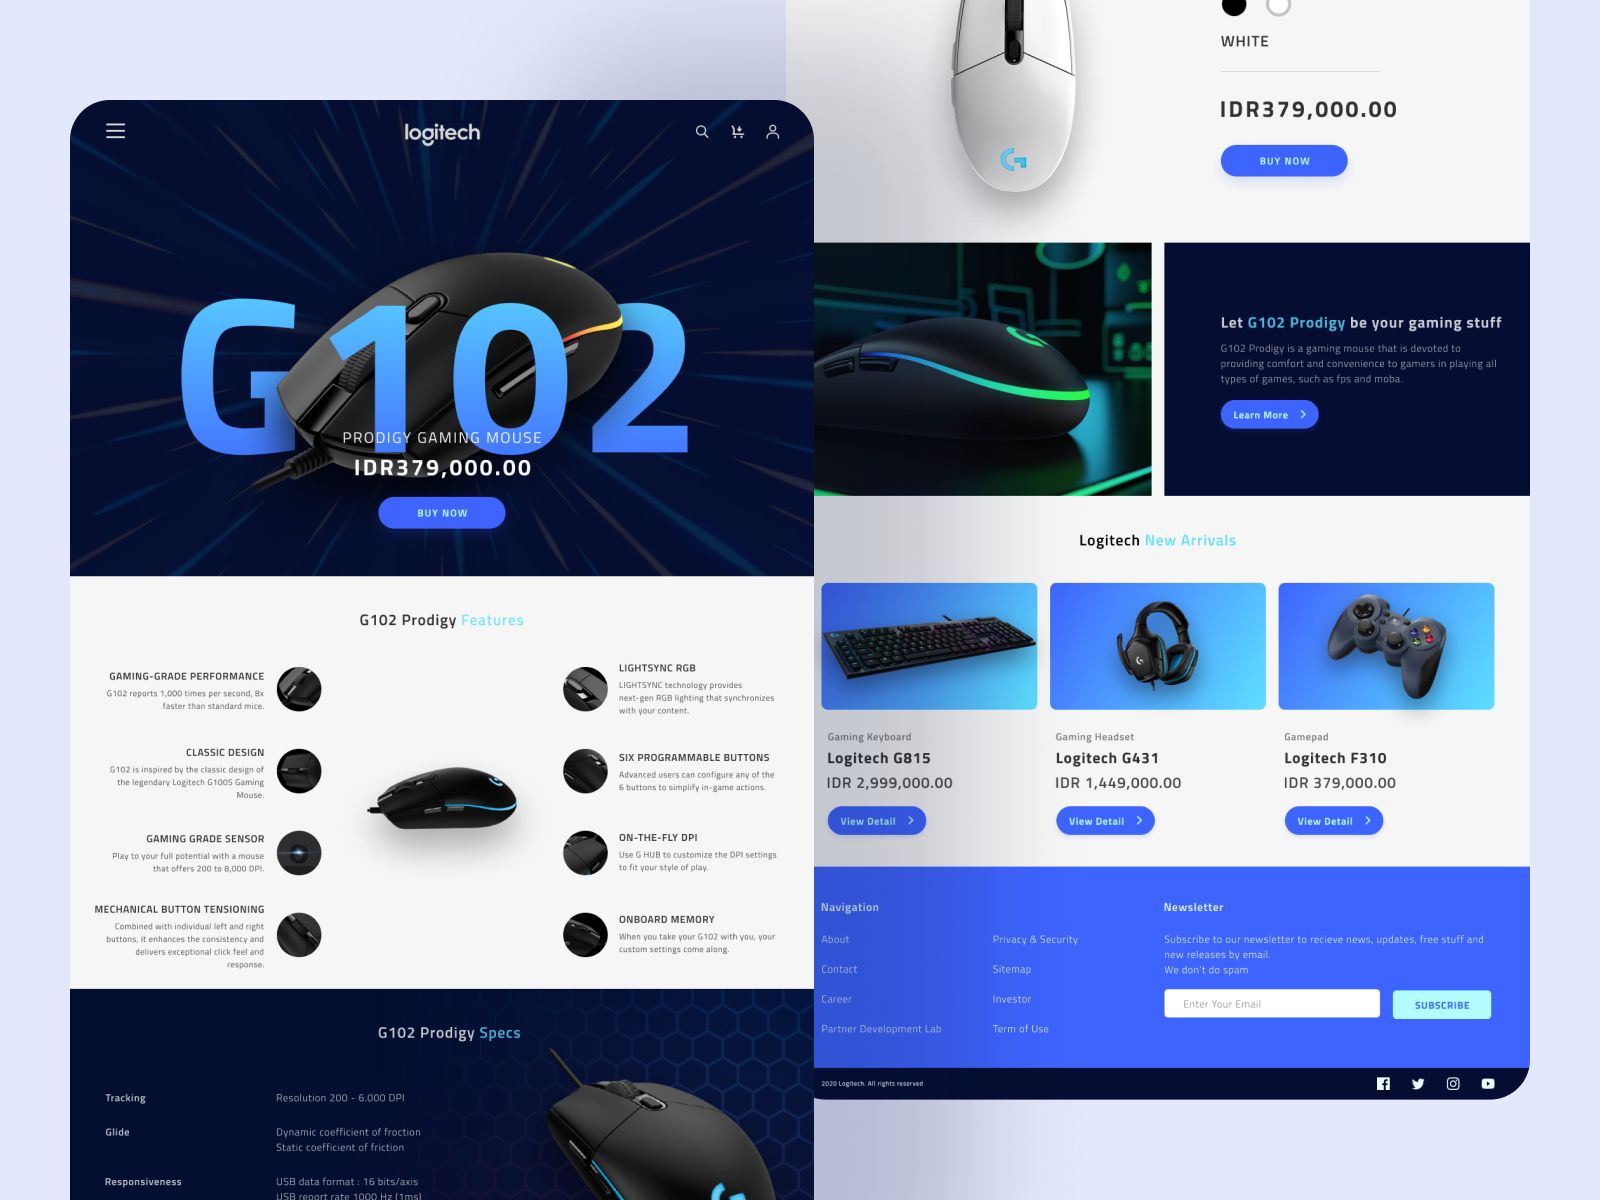 logitech
G102
PRODIGY GAMING MOUSE
IDR379,000.00
BUY NOW
G102 Prodigy Features
GAMING-GRADE PERFORMANCE
G102 reports 1,000 times per second, 8x
faster than standard mice.
CLASSIC DESIGN
G102 is inspired by the classic design of
the legendary Logitech G100S Gaming
Mouse.
GAMING GRADE SENSOR
Play to your full potential with a mouse
that offers 200 to 8,000 DPI.
MECHANICAL BUTTON TENSIONING
Combined with individual left and right
buttons, it enhances the consistency and
delivers exceptional click feel and
response.
LIGHTSYNC RGB
LIGHTSYNC technology provides
next-gen RGB lighting that synchronizes
with your content.
SIX PROGRAMMABLE BUTTONS
Advanced users can configure any of the
6 buttons to simplify in-game actions.
ON-THE-FLY DPI
Use G HUB to customize the DPI settings
to fit your style of play.
ONBOARD MEMORY
When you take your G102 with you, your
custom settings come along.
G102 Prodigy Specs
Tracking
Resolution 200 - 6.000 DPI
Glide
Dynamic coefficient of froction
Static coefficient of friction
Responsiveness
USB data format : 16 bits/axis
USB report rate 1000 Hz (1ms)
WHITE
IDR379,000.00
BUY NOW
Let G102 Prodigy be your gaming stuff
G102 Prodigy is a gaming mouse that is devoted to
providing comfort and convenience to gamers in playing all
types of games, such as fps and moba.
Learn More
Logitech New Arrivals
Gaming Keyboard
Logitech G815
IDR 2,999,000.00
View Detail
Gaming Headset
Logitech G431
IDR 1,449,000.00
View Detail
Gamepad
Logitech F310
IDR 379,000.00
View Detail
Navigation
About
Contact
Career
Partner Development Lab
Privacy & Security
Sitemap
Investor
Term of Use
Newsletter
Subscribe to our newsletter to recieve news, updates, free stuff and
new releases by email.
We don't do spam
Enter Your Email
SUBSCRIBE
2020 Logitech. All rights reserved